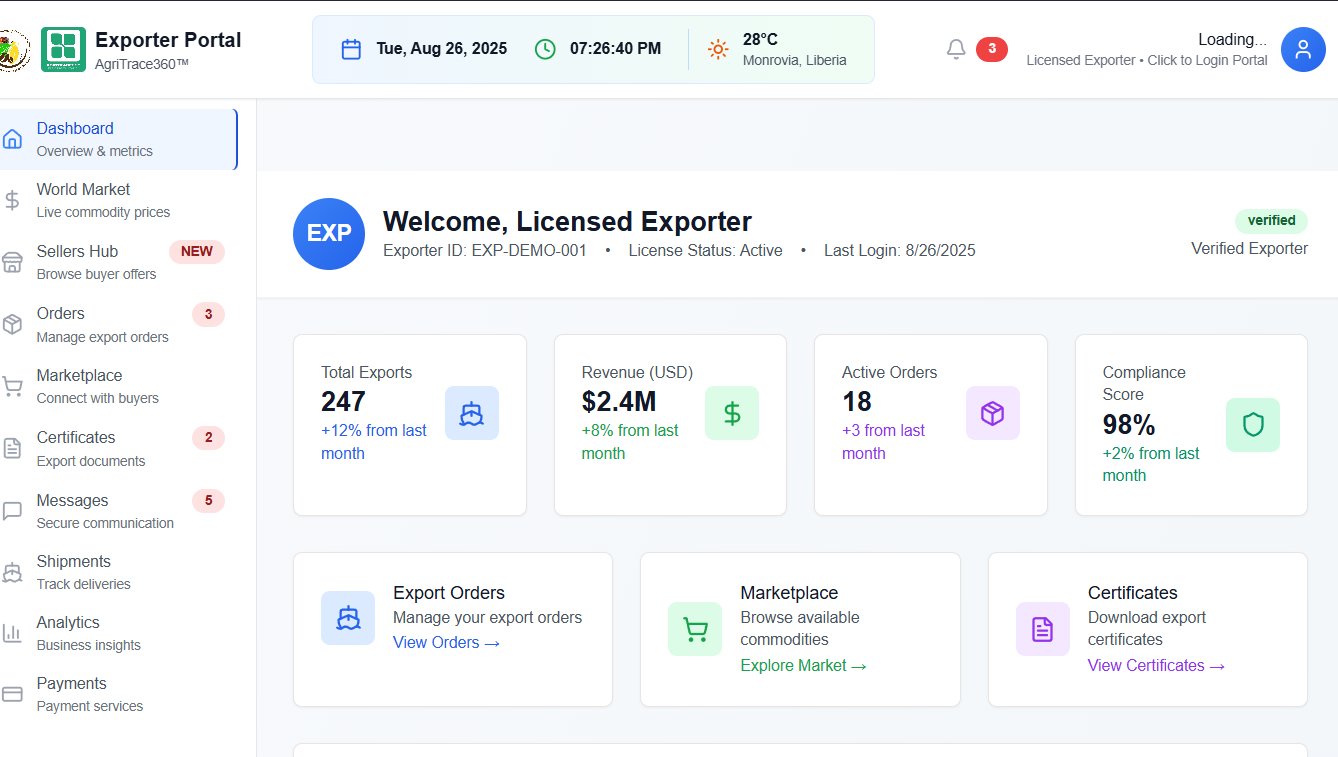 Exporter Portal
AgriTrace360™
Tue, Aug 26, 2025
07:26:40 PM
28°C
Monrovia, Liberia
3
Loading...
Licensed Exporter • Click to Login Portal
Dashboard
Overview & metrics
World Market
Live commodity prices
Sellers Hub
NEW
Browse buyer offers
Orders
3
Manage export orders
Marketplace
Connect with buyers
Certificates
2
Export documents
Messages
5
Secure communication
Shipments
Track deliveries
Analytics
Business insights
Payments
Payment services
EXP
Welcome, Licensed Exporter
Exporter ID: EXP-DEMO-001 • License Status: Active • Last Login: 8/26/2025
verified
Verified Exporter
Total Exports
247
+12% from last
month
Revenue (USD)
$2.4M
+8% from last
month
Active Orders
18
+3 from last
month
Compliance
Score
98%
+2% from last
month
Export Orders
Manage your export orders
View Orders →
Marketplace
Browse available
commodities
Explore Market →
Certificates
Download export
certificates
View Certificates →